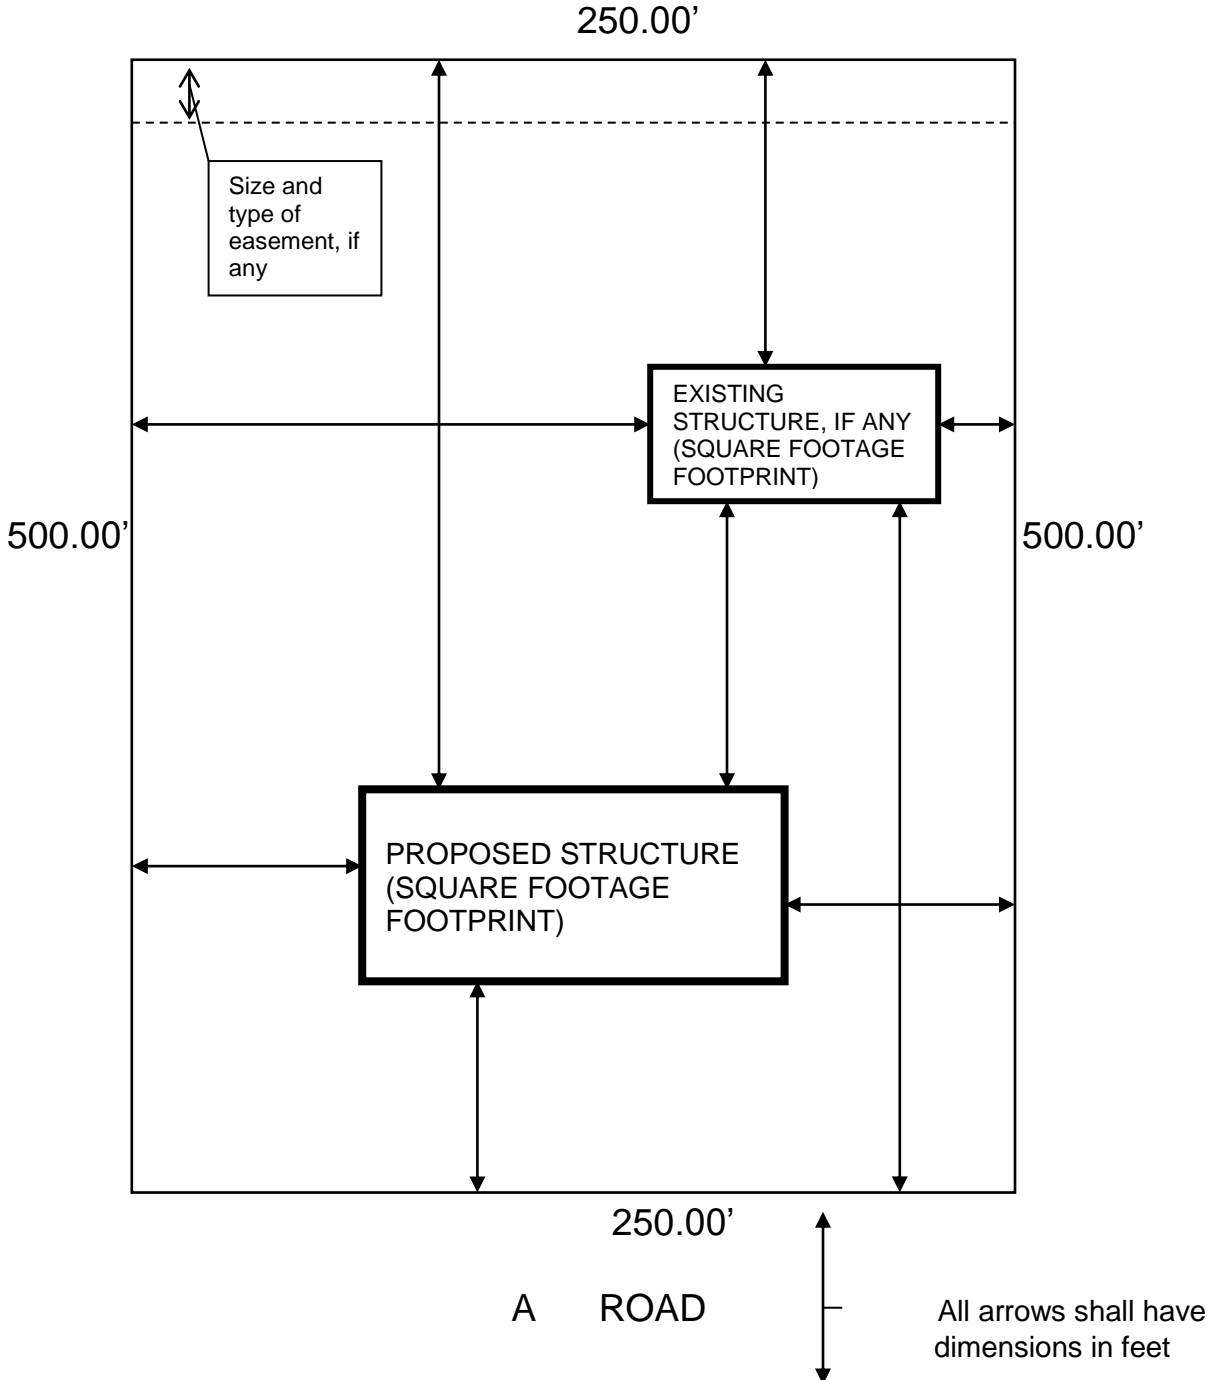 250.00’
Size and
type of
easement, if
any
EXISTING
STRUCTURE, IF ANY
(SQUARE FOOTAGE
FOOTPRINT)
500.00’
500.00’
PROPOSED STRUCTURE
(SQUARE FOOTAGE
FOOTPRINT)
250.00’
A ROAD
All arrows shall have
dimensions in feet